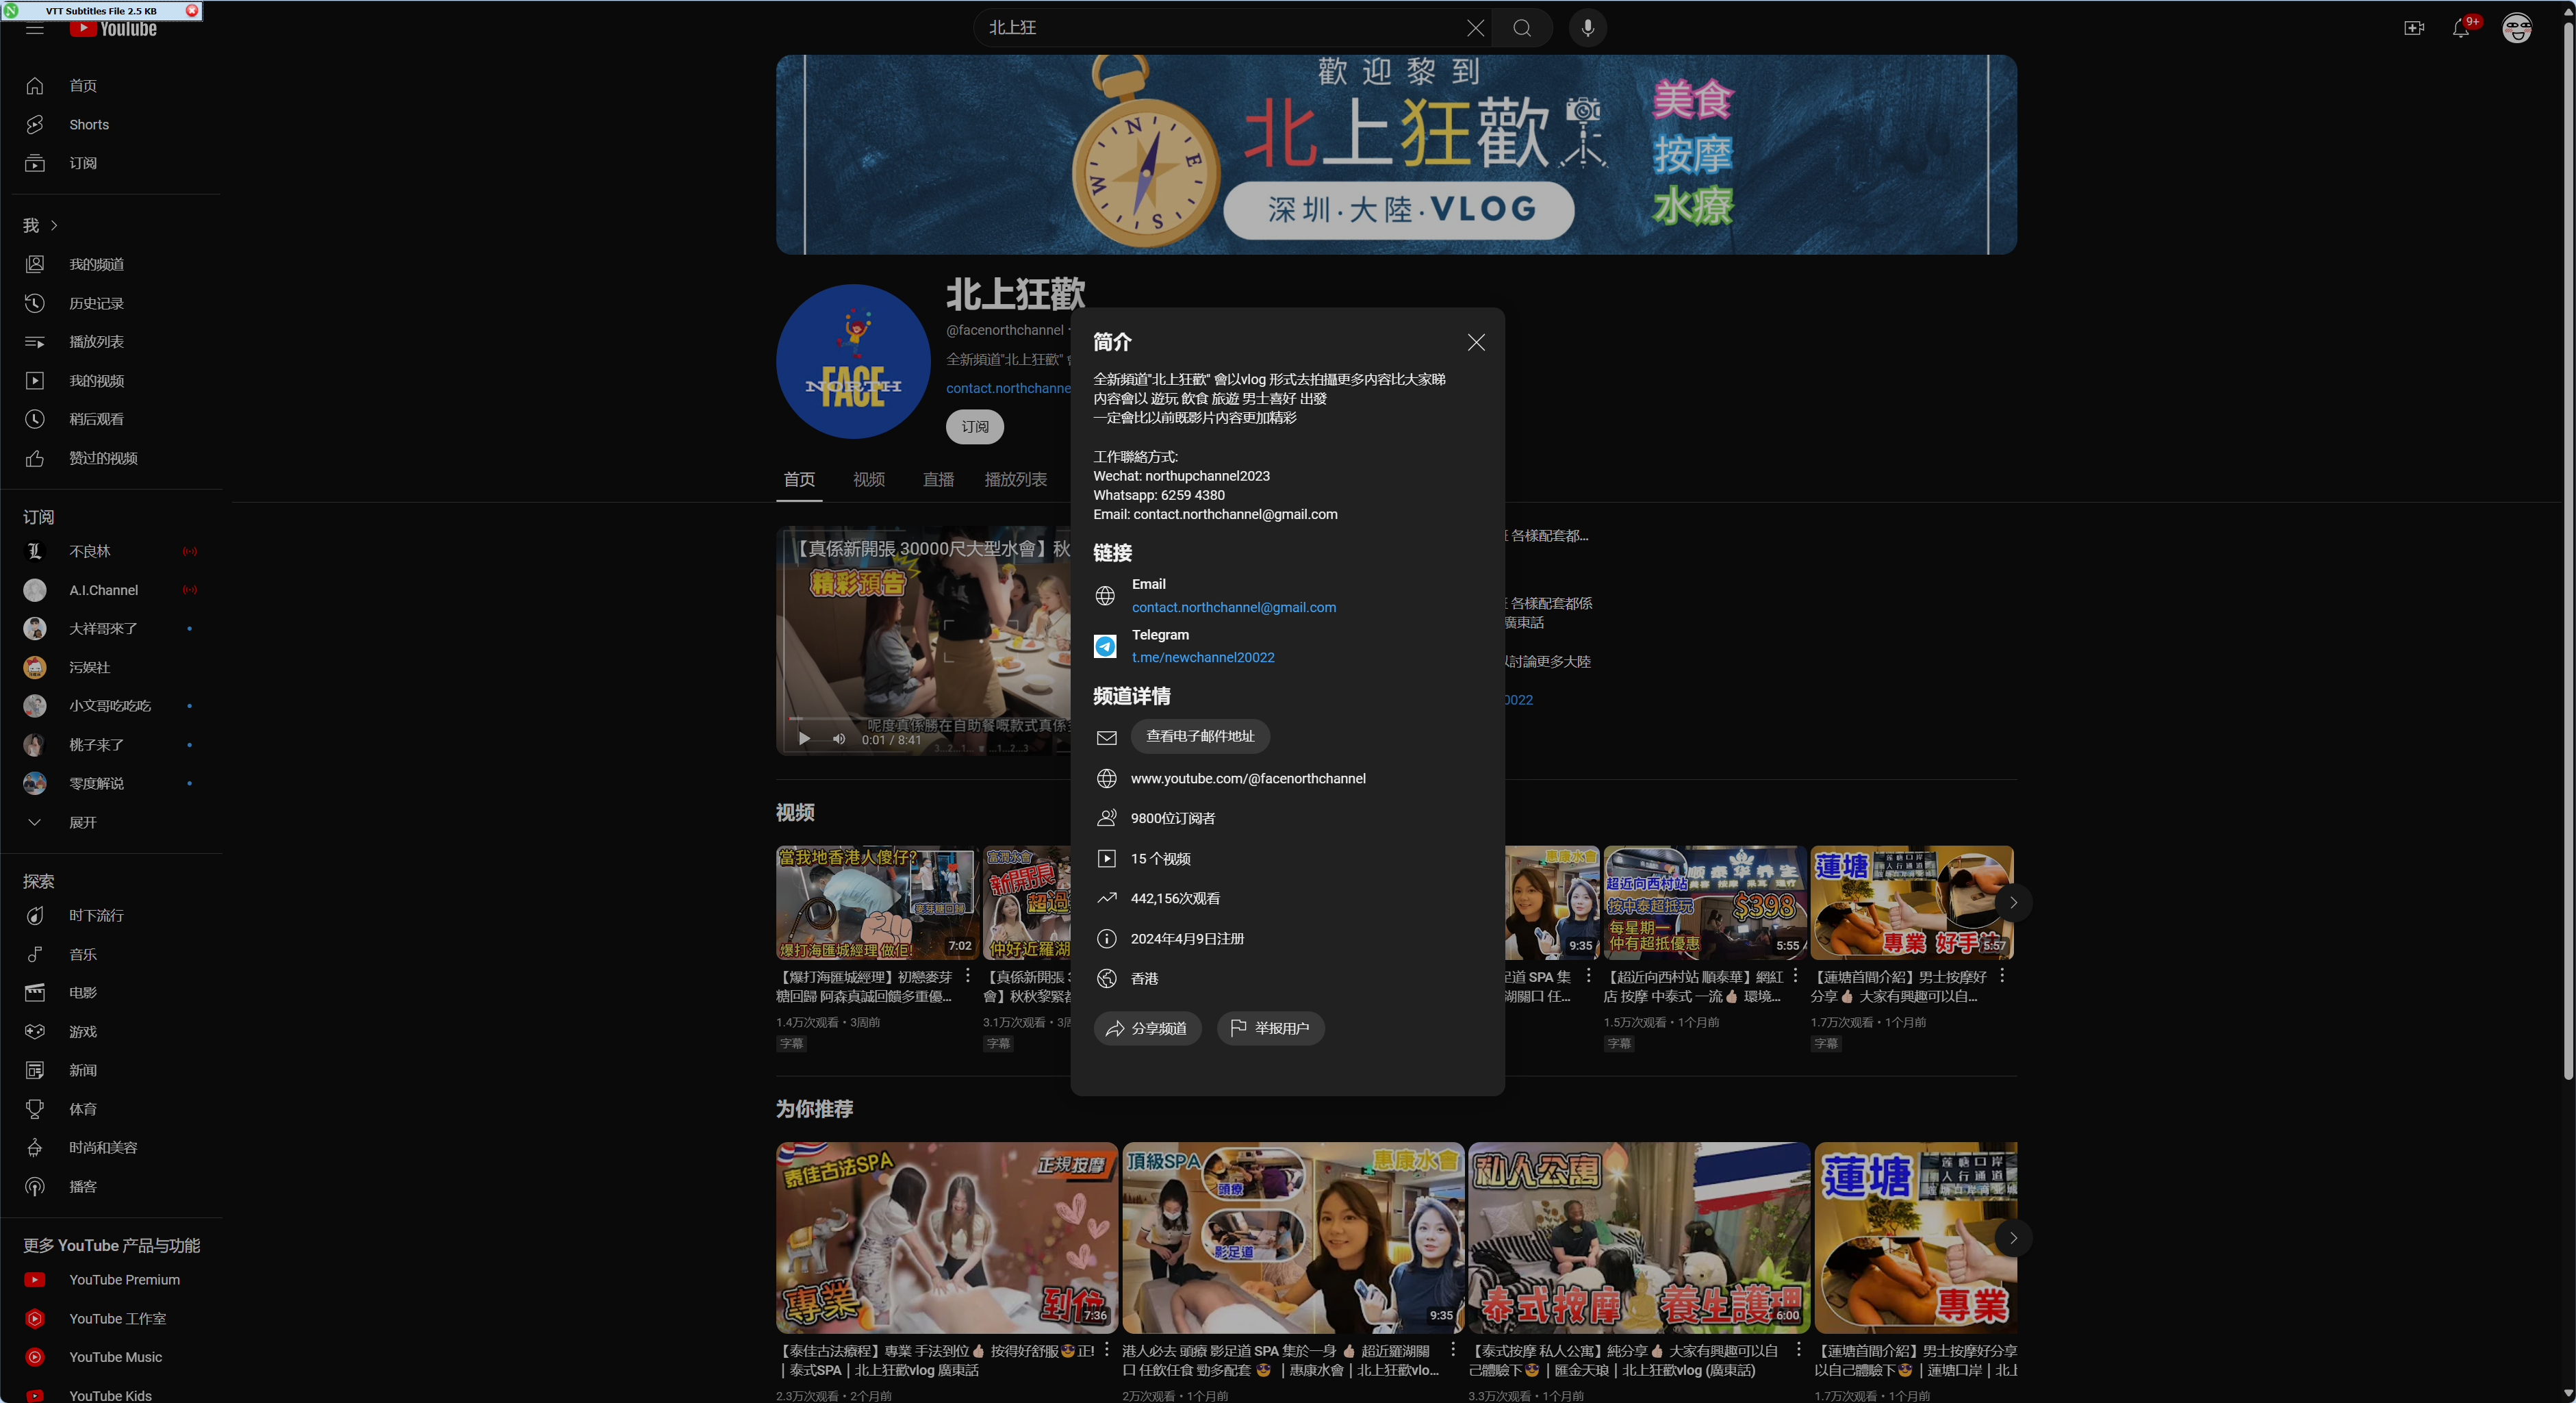 VTT Subtitles File 2.5 KB
YouTube
北上狂
9+
首页
Shorts
订阅
我
我的频道
历史记录
播放列表
我的视频
稍后观看
赞过的视频
订阅
不良林
A.I.Channel
大祥哥來了
污娱社
小文哥吃吃吃
桃子来了
零度解说
展开
探索
时下流行
音乐
电影
游戏
新闻
体育
时尚和美容
播客
更多 YouTube 产品与功能
YouTube Premium
YouTube 工作室
YouTube Music
YouTube Kids
歡迎黎到
北上狂歡
深圳·大陸·VLOG
美食
按摩
水療
N
E
S
W
FACE
NORTH
北上狂歡
@facenorthchannel
全新頻道"北上狂歡"
contact.northchanne
订阅
首页
视频
直播
播放列表
【真係新開張 30000尺大型水會】秋
精彩預告
呢度真係勝在自助餐嘅款式真係
0:01 / 8:41
各樣配套都...
各樣配套都係
廣東話
討論更多大陸
0022
简介
全新頻道"北上狂歡" 會以vlog 形式去拍攝更多內容比大家睇
內容會以 遊玩 飲食 旅遊 男士喜好 出發
一定會比以前既影片內容更加精彩
工作聯絡方式:
Wechat: northupchannel2023
Whatsapp: 6259 4380
Email: contact.northchannel@gmail.com
链接
Email
contact.northchannel@gmail.com
Telegram
t.me/newchannel20022
频道详情
查看电子邮件地址
www.youtube.com/@facenorthchannel
9800位订阅者
15 个视频
442,156次观看
2024年4月9日注册
香港
分享频道
举报用户
视频
當我地香港人傻仔?
麥芽糖回歸
爆打海匯城經理 做佢!
7:02
【爆打海匯城經理】初戀麥芽
糖回歸 阿森真誠回饋多重優...
1.4万次观看 • 3周前
字幕
富潤水會
新開張
超過
仲好近羅湖
【真係新開張 3
會】秋秋黎緊
3.1万次观看 • 3周
字幕
惠康水會
9:35
足道 SPA 集
湖關口 任...
順泰华养生
超近向西村站
按中泰超抵玩
$398
每星期一
仲有超抵優惠
5:55
【超近向西村站 順泰華】網紅
店 按摩 中泰式 一流👍🏻 環境...
1.5万次观看 • 1个月前
字幕
蓮塘
蓮塘口岸
人行通道
專業 好手法
5:57
【蓮塘首間介紹】男士按摩好
分享👍🏻 大家有興趣可以自...
1.7万次观看 • 1个月前
字幕
为你推荐
泰佳古法SPA
正規按摩
專業
到位
7:36
【泰佳古法療程】專業 手法到位👍🏻 按得好舒服🤩正!
｜泰式SPA｜北上狂歡vlog 廣東話
2.3万次观看 • 2个月前
頂級SPA
頭療
影足道
惠康水會
9:35
港人必去 頭療 影足道 SPA 集於一身 👍🏻 超近羅湖關
口 任飲任食 勁多配套 🤩 ｜惠康水會｜北上狂歡vlo...
2万次观看 • 1个月前
私人公寓
泰式按摩 養生護理
6:00
【泰式按摩 私人公寓】純分享👍🏻 大家有興趣可以自
己體驗下🤩｜匯金天琅｜北上狂歡vlog (廣東話)
3.3万次观看 • 1个月前
蓮塘
蓮塘口岸
人行通道
專業
【蓮塘首間介紹】男士按摩好分享
以自己體驗下🤩｜蓮塘口岸｜北上
1.7万次观看 • 1个月前